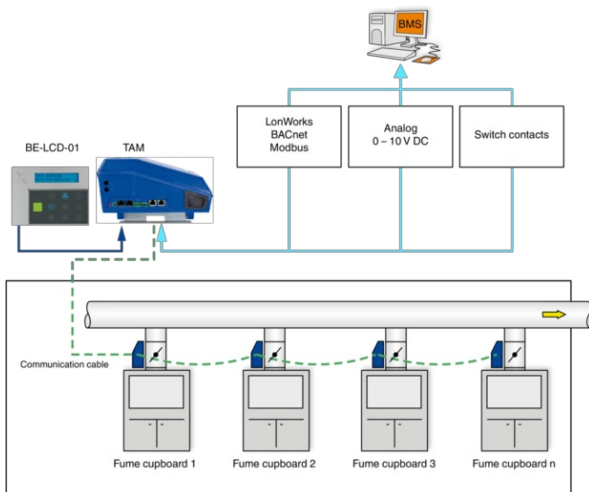 BMS
LonWorks
BACnet
Modbus
Analog
0 – 10 V DC
Switch contacts
BE-LCD-01
TAM
Communication cable
Fume cupboard 1
Fume cupboard 2
Fume cupboard 3
Fume cupboard n